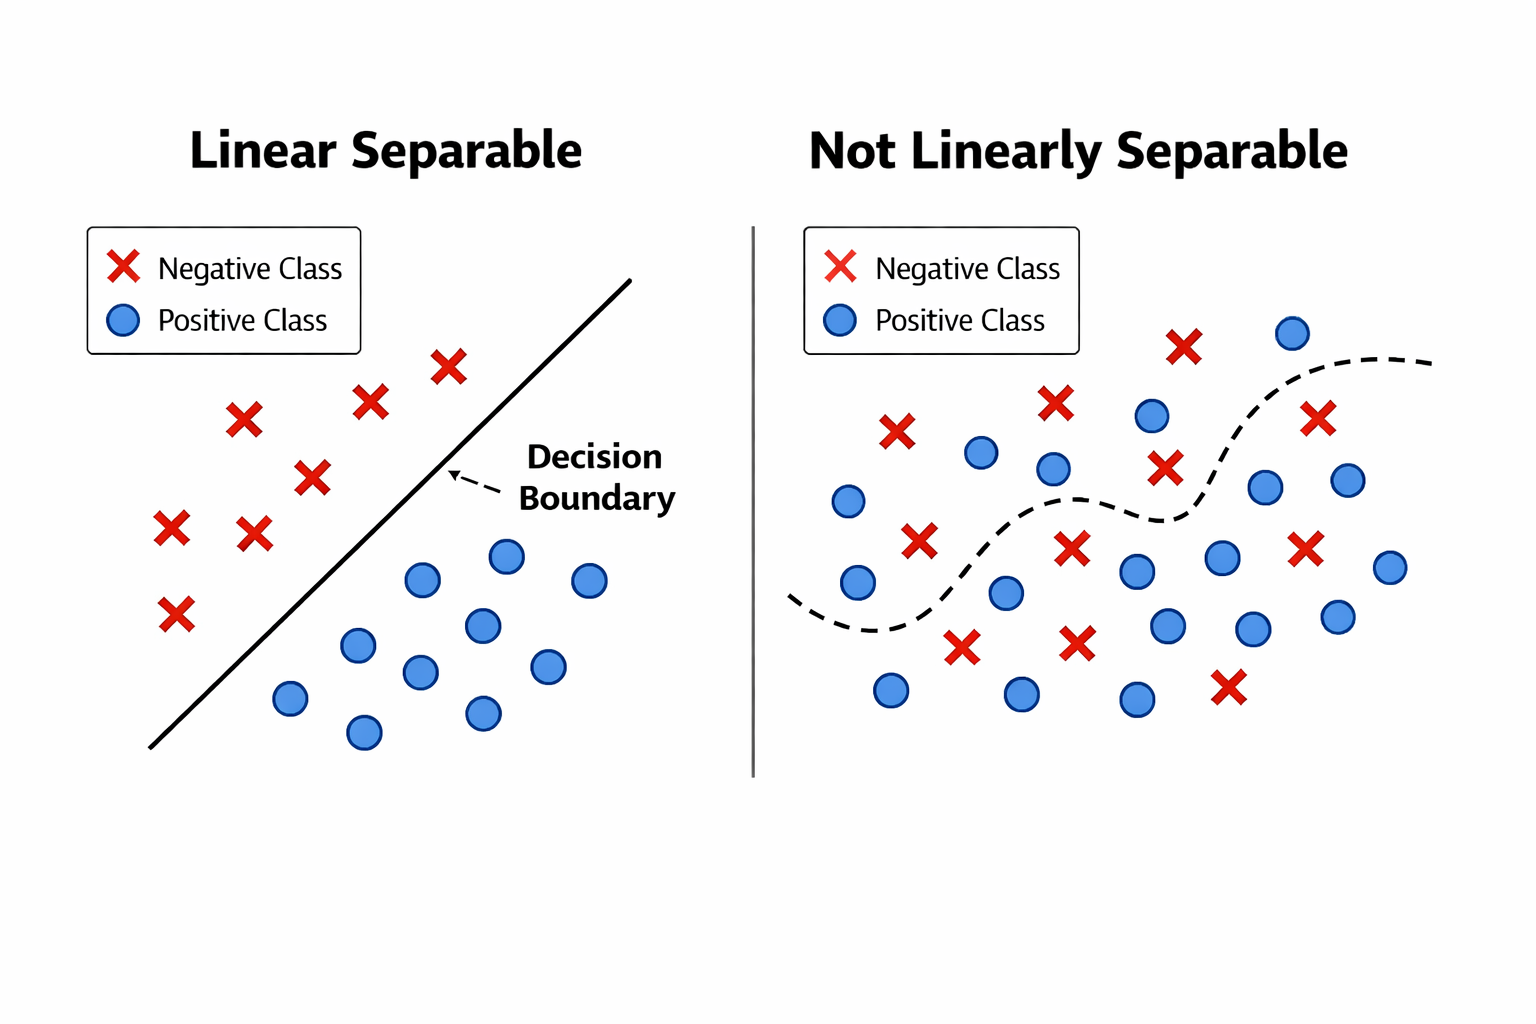 Linear Separable
Negative Class
Positive Class
Decision
Boundary
Not Linearly Separable
Negative Class
Positive Class